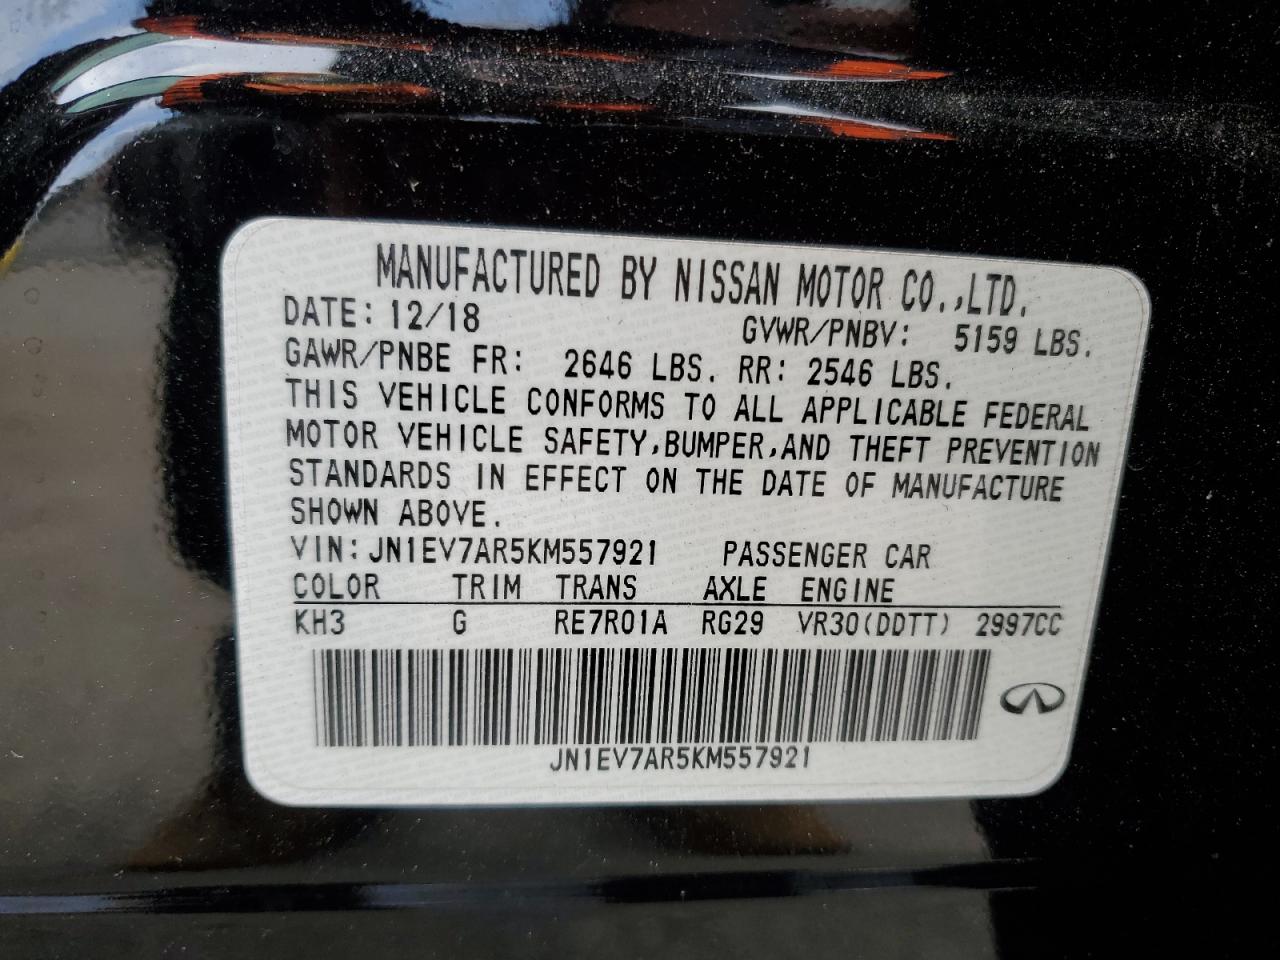 MANUFACTURED BY NISSAN MOTOR CO.,LTD.
DATE: 12/18 GVWR/PNBV: 5159 LBS.
GAWR/PNBE FR: 2646 LBS. RR: 2546 LBS.
THIS VEHICLE CONFORMS TO ALL APPLICABLE FEDERAL
MOTOR VEHICLE SAFETY,BUMPER,AND THEFT PREVENTION
STANDARDS IN EFFECT ON THE DATE OF MANUFACTURE
SHOWN ABOVE.
VIN:JN1EV7AR5KM557921 PASSENGER CAR
COLOR TRIM TRANS AXLE ENGINE
KH3 G RE7R01A RG29 VR30(DDTT) 2997CC
JN1EV7AR5KM557921